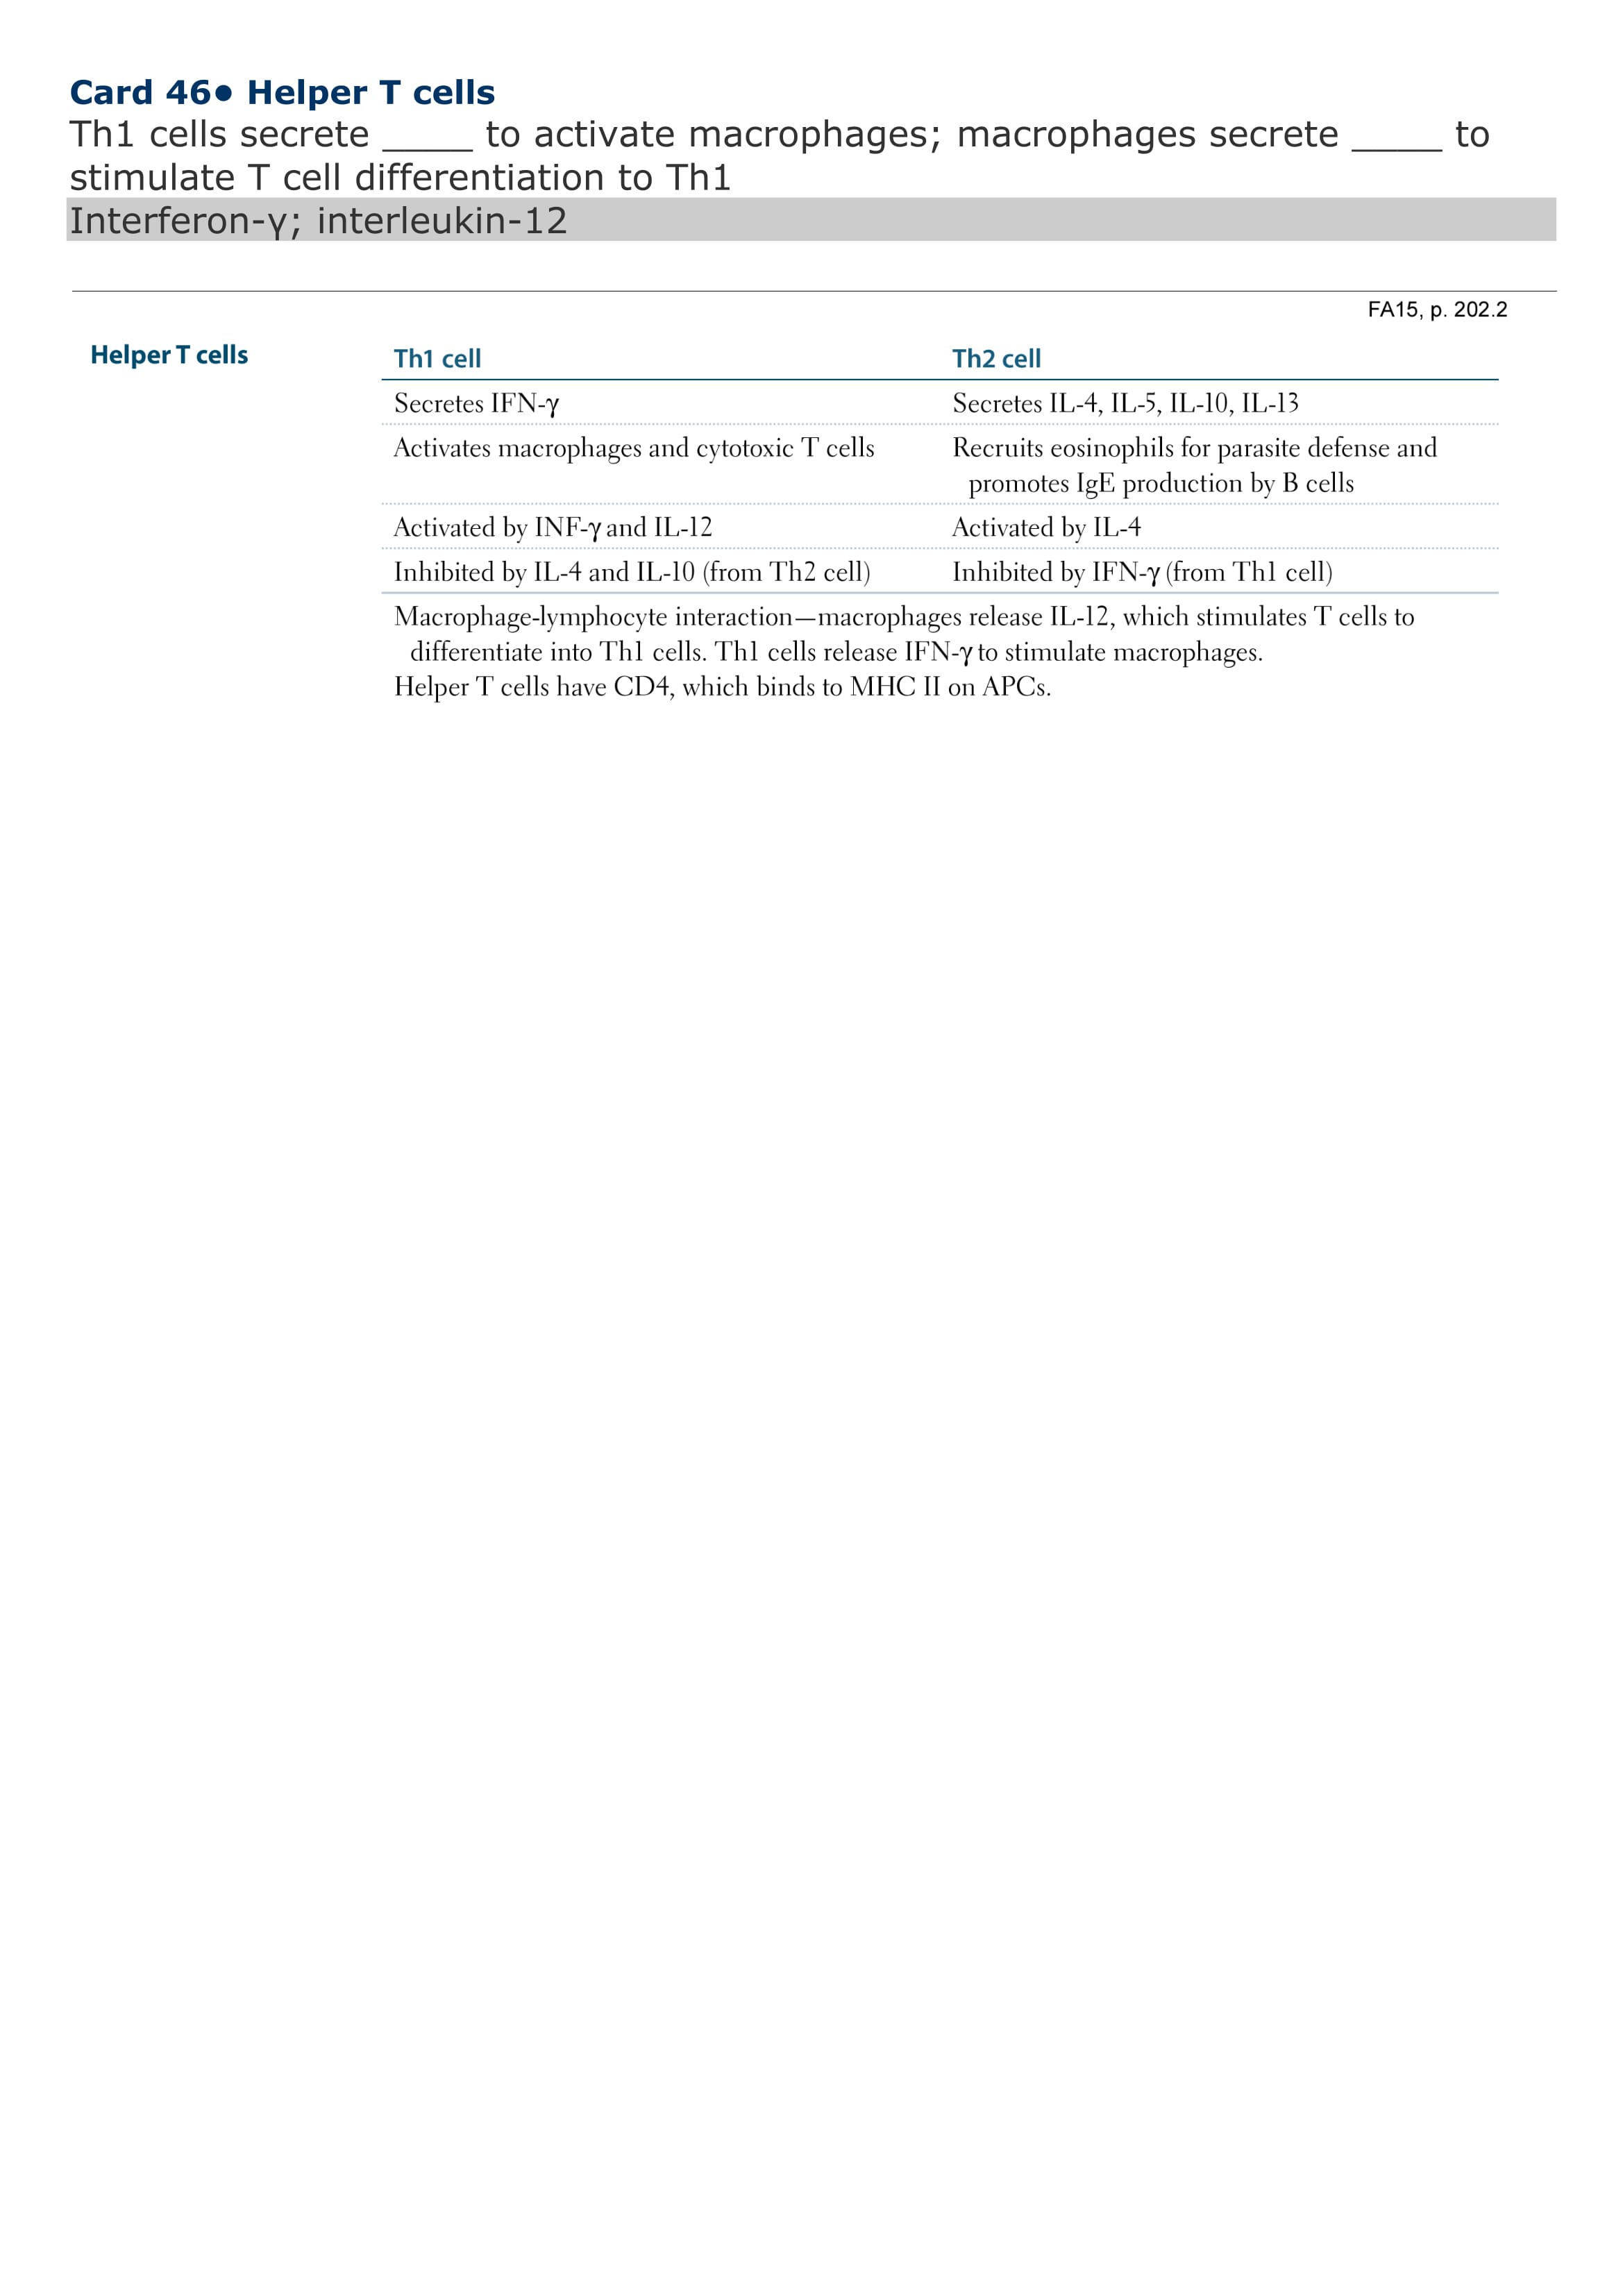 Card 46● Helper T cells
Th1 cells secrete _____ to activate macrophages; macrophages secrete _____ to
stimulate T cell differentiation to Th1
Interferon-γ; interleukin-12
FA15, p. 202.2
Helper T cells
Th1 cell Th2 cell
Secretes IFN-γ Secretes IL-4, IL-5, IL-10, IL-13
Activates macrophages and cytotoxic T cells Recruits eosinophils for parasite defense and
promotes IgE production by B cells
Activated by INF-γ and IL-12 Activated by IL-4
Inhibited by IL-4 and IL-10 (from Th2 cell) Inhibited by IFN-γ (from Th1 cell)
Macrophage-lymphocyte interaction—macrophages release IL-12, which stimulates T cells to
differentiate into Th1 cells. Th1 cells release IFN-γ to stimulate macrophages.
Helper T cells have CD4, which binds to MHC II on APCs.